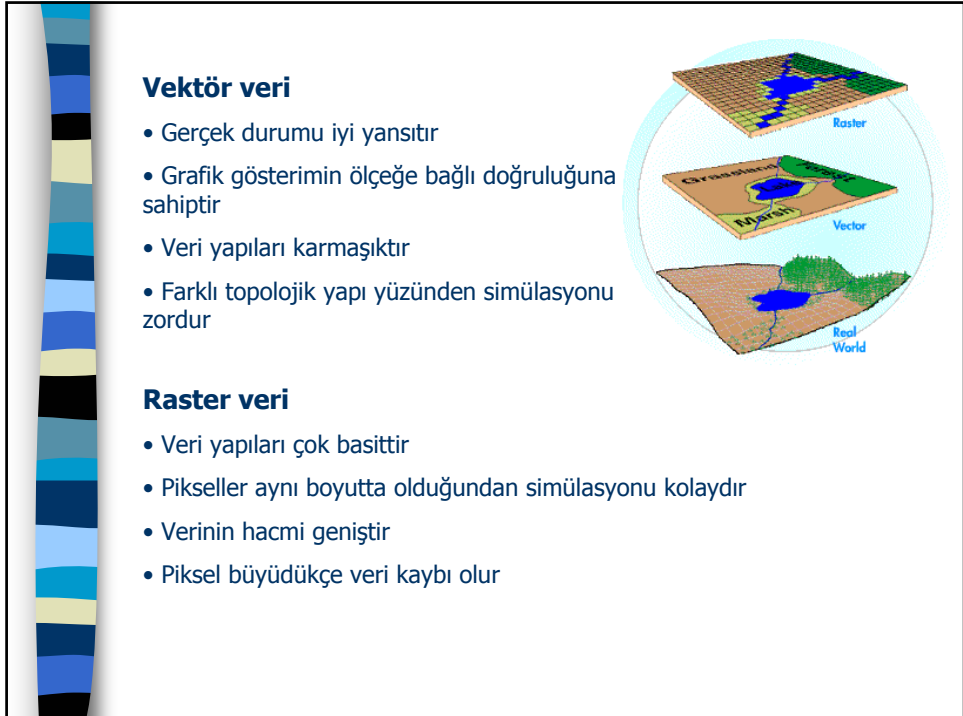 Vektör veri
• Gerçek durumu iyi yansıtır
• Grafik gösterimin ölçeğe bağlı doğruluğuna
sahiptir
• Veri yapıları karmaşıktır
• Farklı topolojik yapı yüzünden simülasyonu
zordur
Raster
Grassland
Forest
Lake
Marsh
Vector
Real
World
Raster veri
• Veri yapıları çok basittir
• Pikseller aynı boyutta olduğundan simülasyonu kolaydır
• Verinin hacmi geniştir
• Piksel büyüdükçe veri kaybı olur